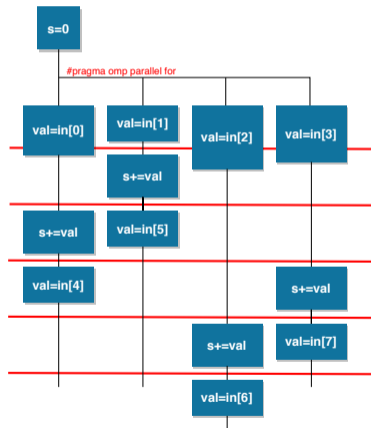 s=0
#pragma omp parallel for
val=in[0]
val=in[1]
val=in[2]
val=in[3]
s+=val
s+=val
val=in[5]
val=in[4]
s+=val
s+=val
val=in[7]
val=in[6]